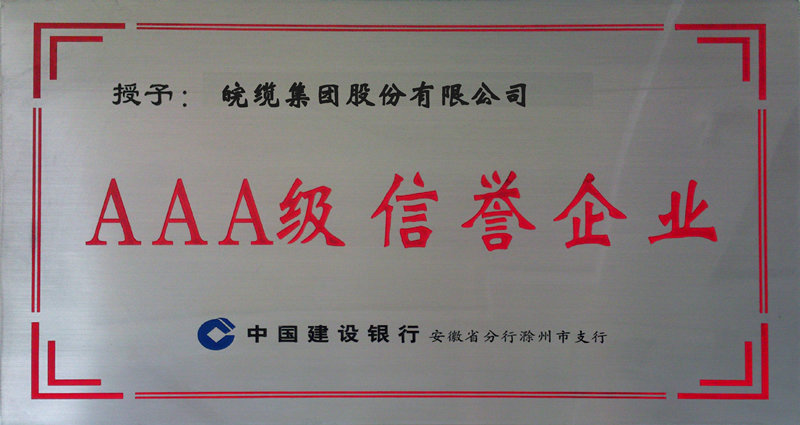 授予：皖缆集团股份有限公司
AAA级信誉企业
中国建设银行 安徽省分行滁州市支行